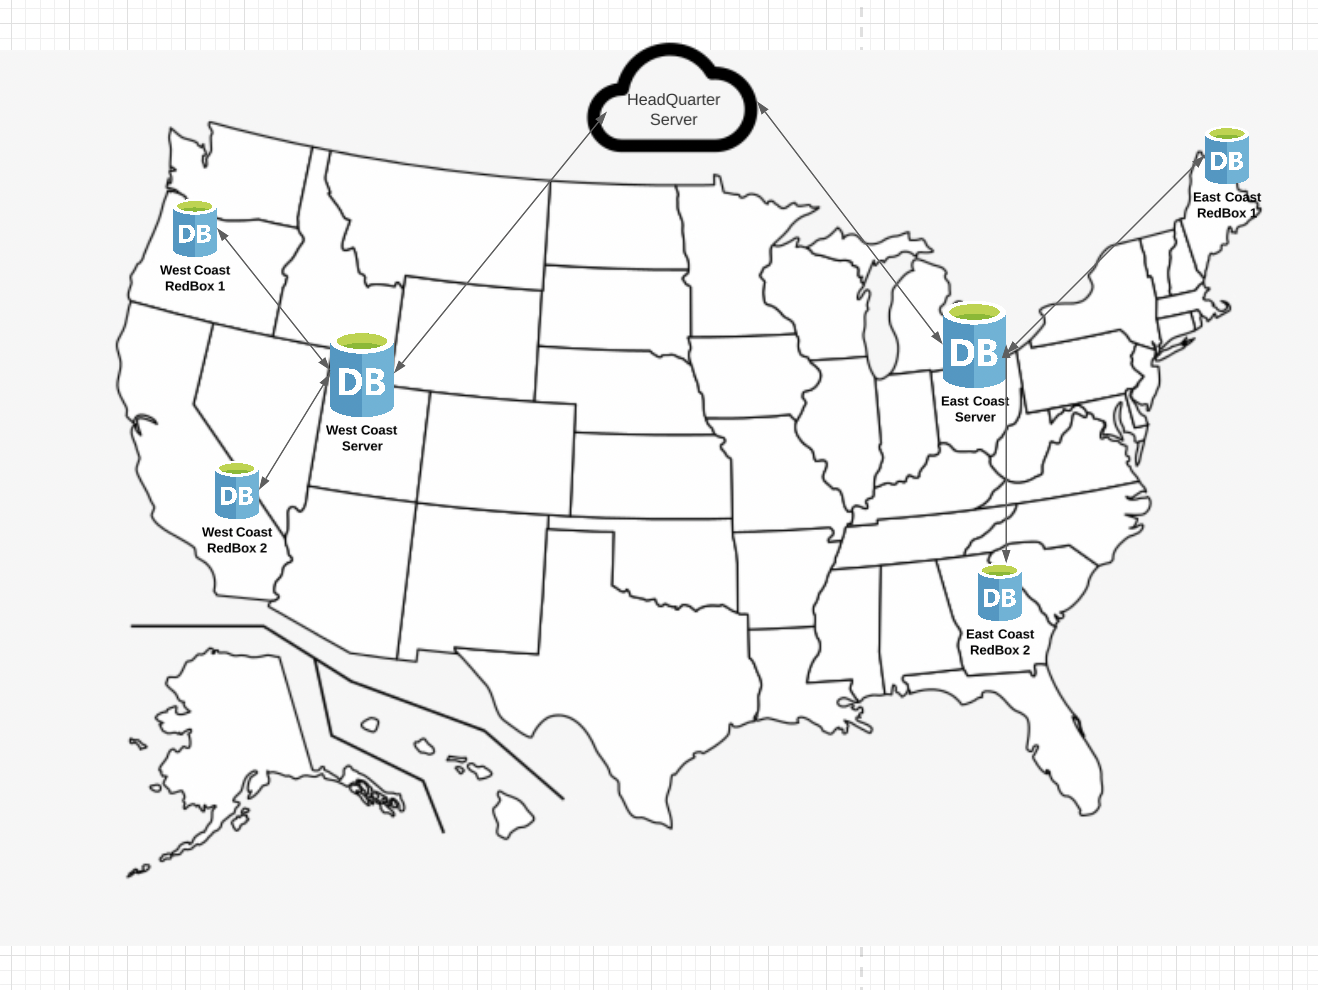 HeadQuarter
Server
DB
East Coast
RedBox 1
DB
West Coast
RedBox 1
DB
East Coast
Server
DB
West Coast
Server
DB
West Coast
RedBox 2
DB
East Coast
RedBox 2